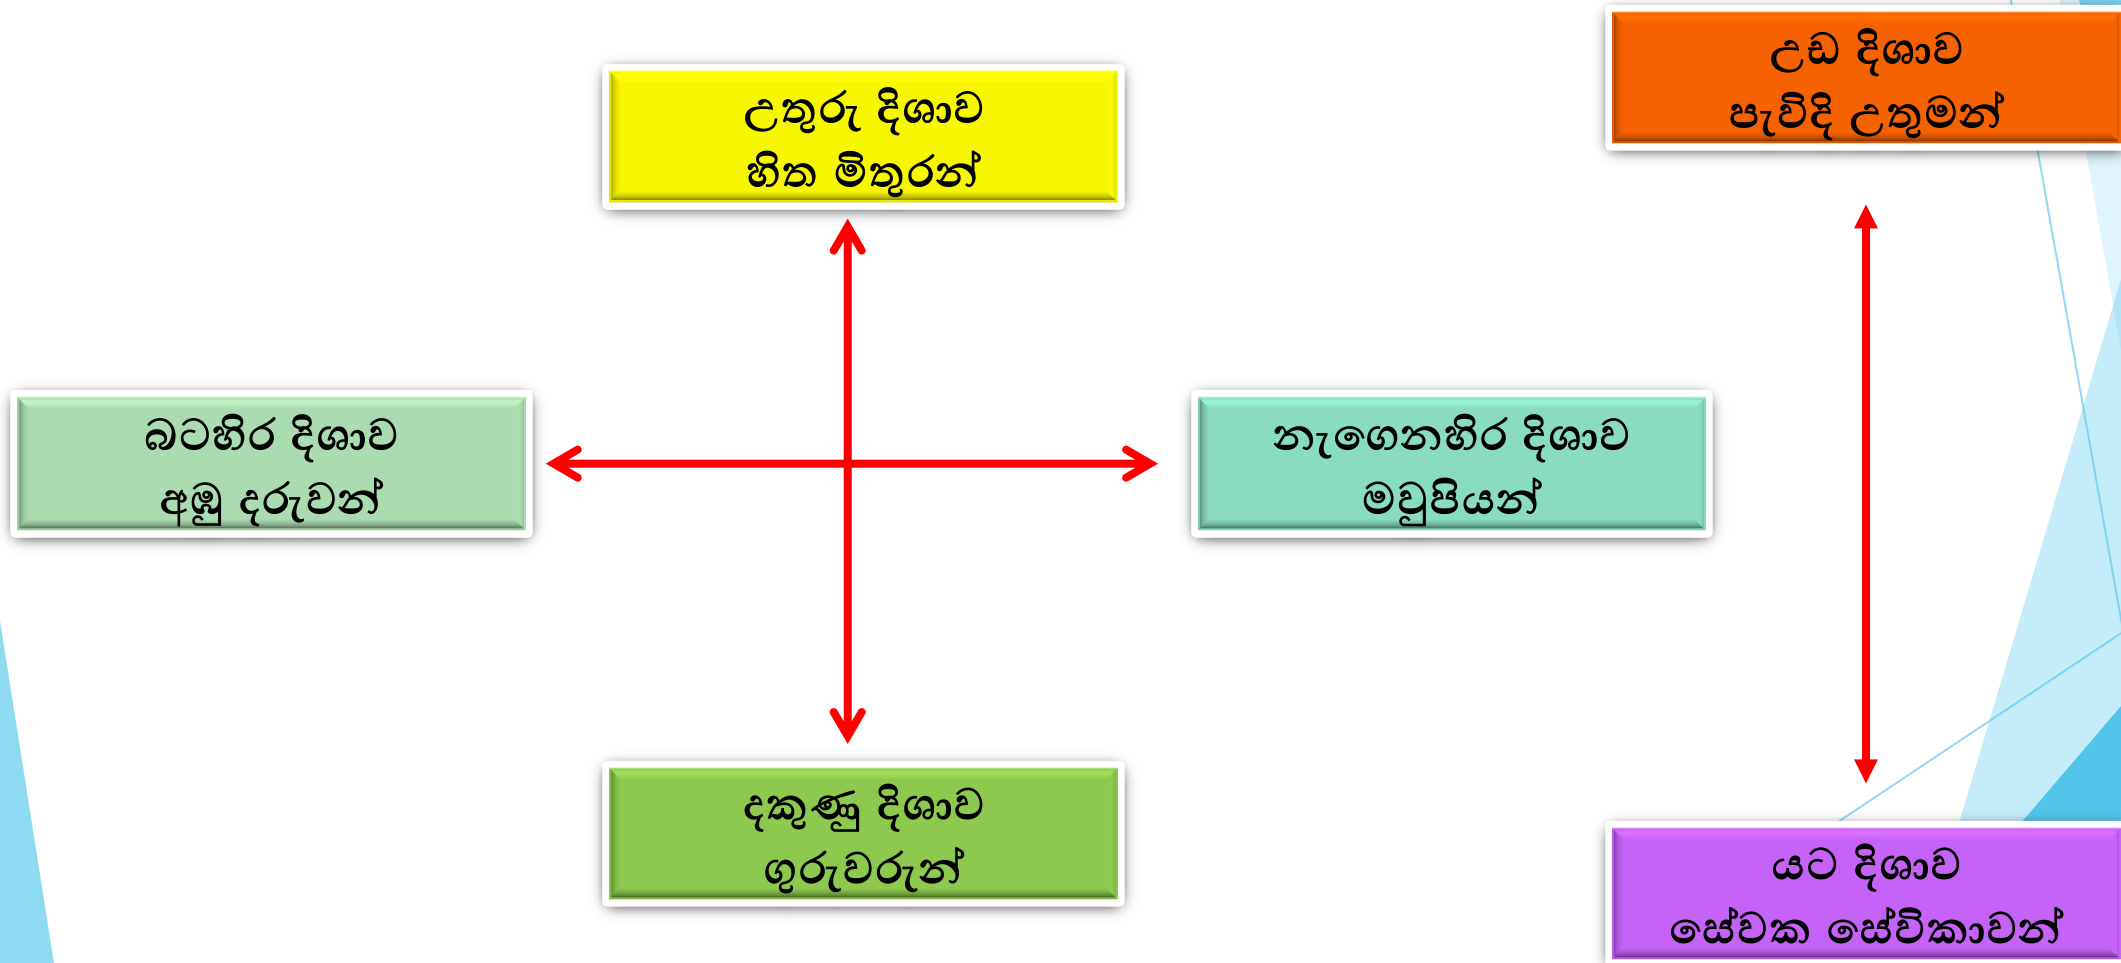 උඩ දිශාව
පැවිදි උතුමන්
උතුරු දිශාව
හිත මිතුරන්
බටහිර දිශාව
අඹු දරුවන්
නැගෙනහිර දිශාව
මවුපියන්
දකුණු දිශාව
ගුරුවරුන්
යට දිශාව
සේවක සේවිකාවන්